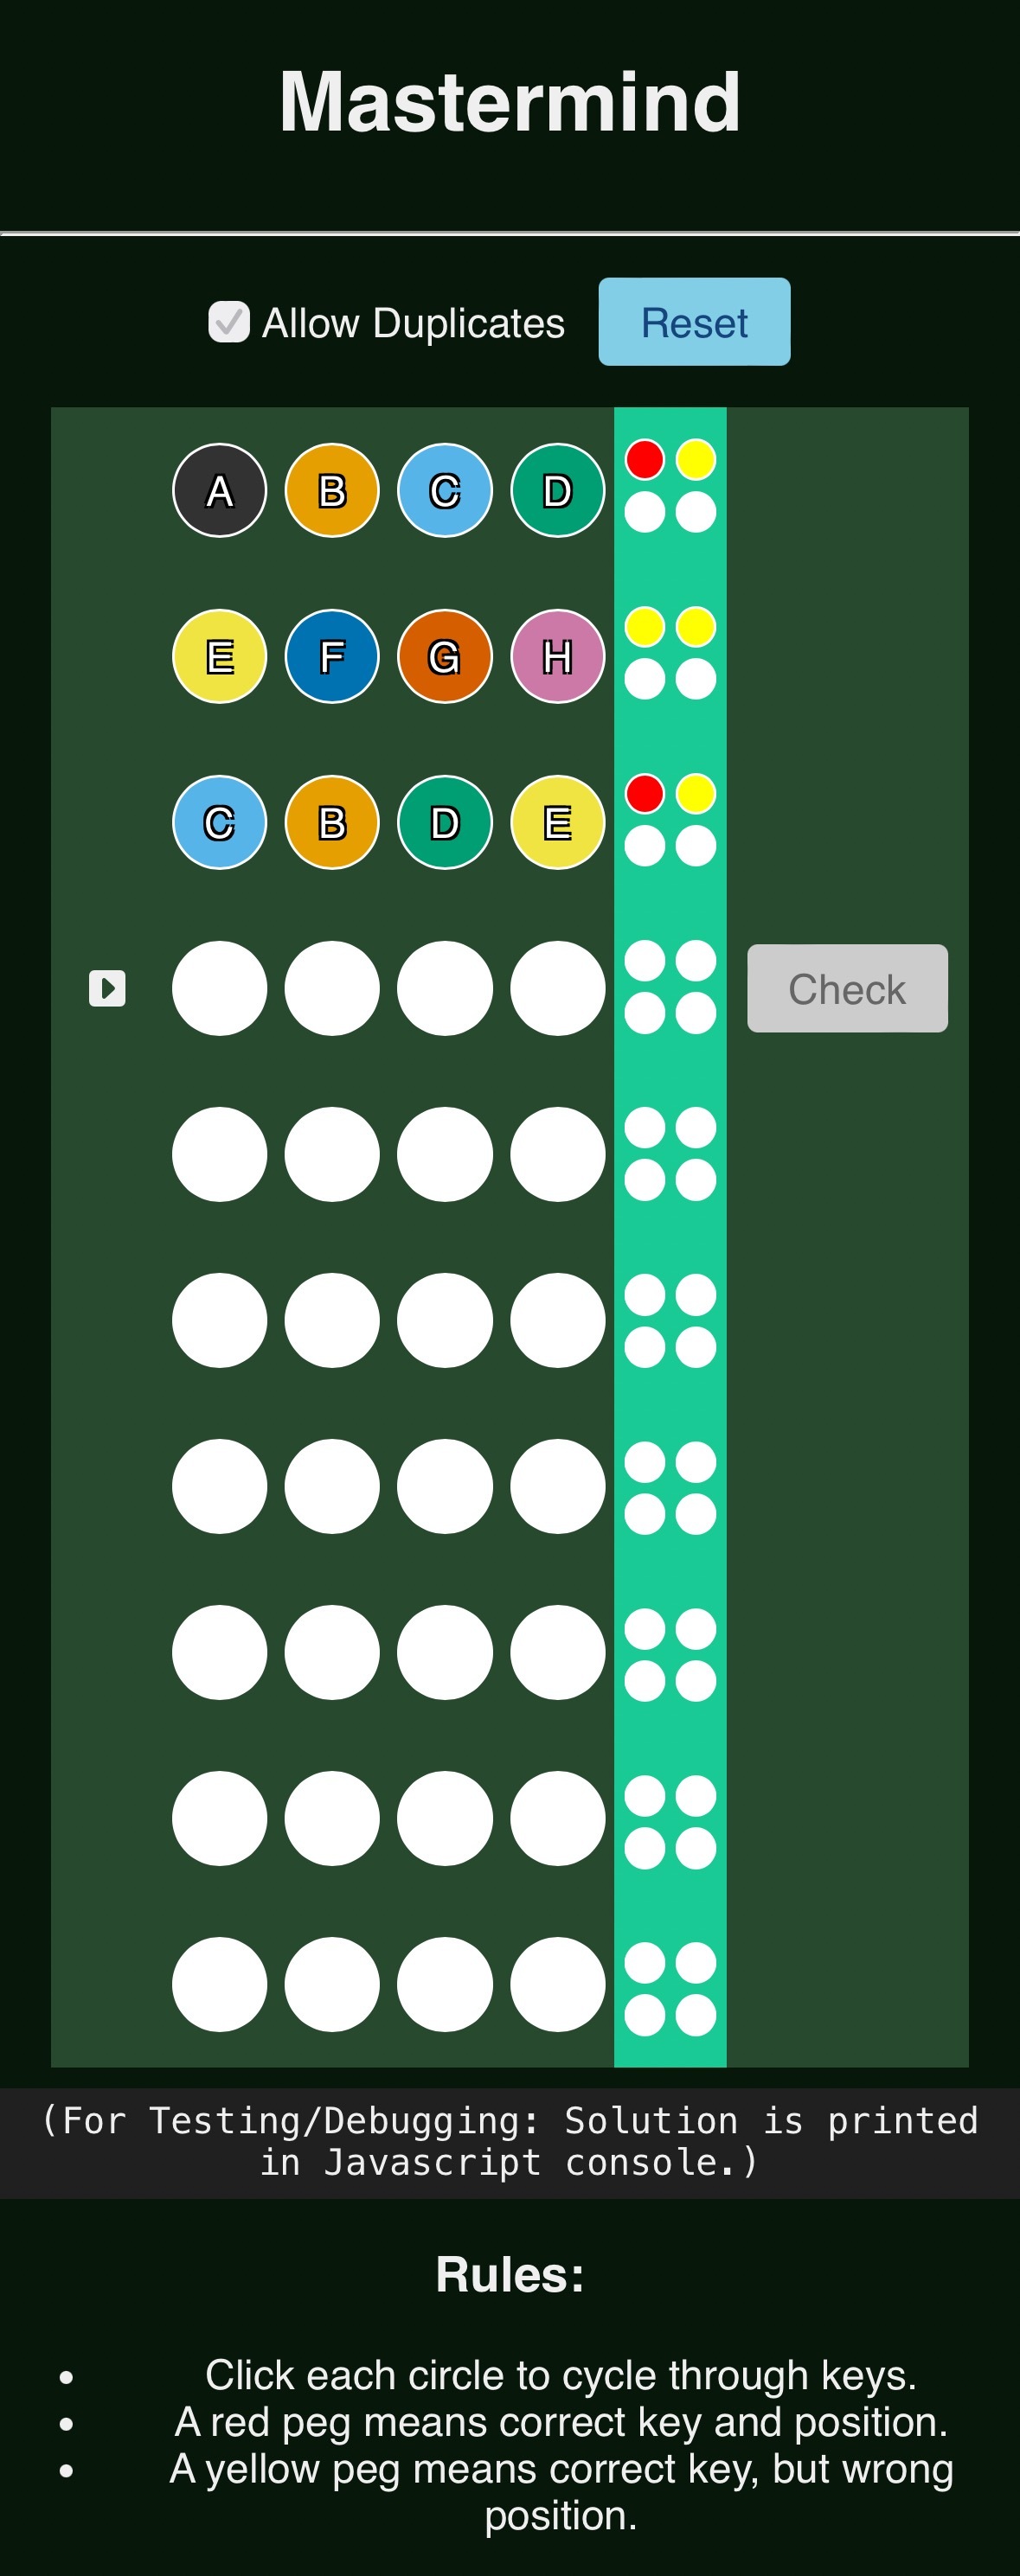 Mastermind
Allow Duplicates Reset
A B C D
E F G H
C B D E
Check
(For Testing/Debugging: Solution is printed
in Javascript console.)
Rules:
Click each circle to cycle through keys.
A red peg means correct key and position.
A yellow peg means correct key, but wrong
position.